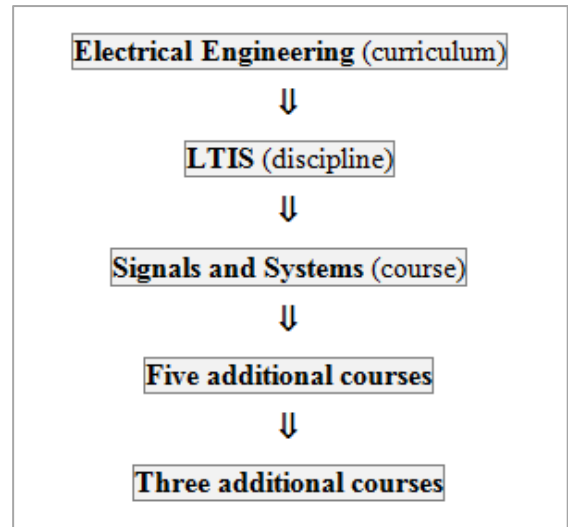 Electrical Engineering (curriculum)
⇓
LTIS (discipline)
⇓
Signals and Systems (course)
⇓
Five additional courses
⇓
Three additional courses